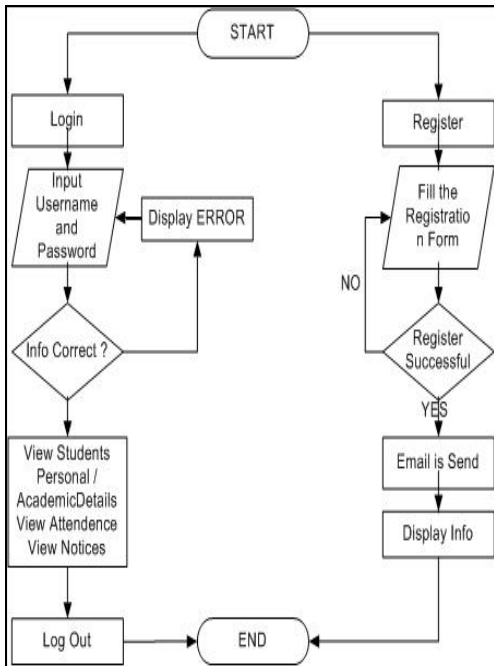 START
Login
Input
Username
and
Password
Display ERROR
Info Correct ?
View Students
Personal /
AcademicDetails
View Attendence
View Notices
Log Out
Register
Fill the
Registratio
n Form
NO
Register
Successful
YES
Email is Send
Display Info
END